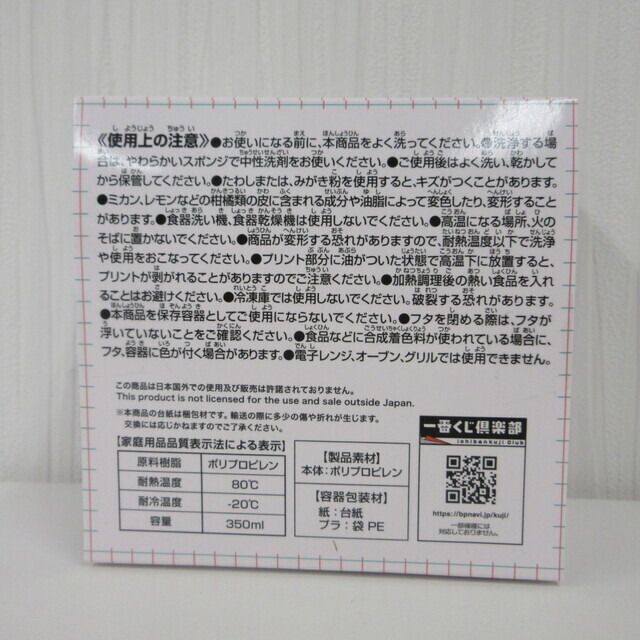 《使用上の注意》●お使いになる前に、本商品をよく洗ってください。●洗浄する場
合は、やわらかいスポンジで中性洗剤をお使いください。●ご使用後はよく洗い、乾かして
から保管してください。●たわしまたは、みがき粉を使用すると、キズがつくことがあります。
●ミカン、レモンなどの柑橘類の皮に含まれる成分や油脂によって変色したり、変形すること
があります。●食器洗い機、食器乾燥機は使用しないでください。●高温になる場所、火の
そばに置かないでください。●商品が変形する恐れがありますので、耐熱温度以下で洗浄
や使用をおこなってください。●プリント部分に油がついた状態で高温下に放置すると、
プリントが剥がれることがありますのでご注意ください。●加熱調理後の熱い食品を入れ
ることはお避けください。●冷凍庫では使用しないでください。破裂する恐れがあります。
●本商品を保存容器としてご使用にならないでください。●フタを閉める際は、フタが
浮いていないことをご確認ください。●食品などに合成着色料が使われている場合に、
フタ、容器に色が付く場合があります。●電子レンジ、オーブン、グリルでは使用できません。
この商品は日本国外での使用及び販売は許諾されておりません。
This product is not licensed for the use and sale outside Japan.
※本商品の台紙は梱包材です。輸送の際に多少の傷や折れが生じます。
交換には応じかねますのでご了承ください。
【家庭用品品質表示法による表示】
原料樹脂 ポリプロピレン
耐熱温度 80℃
耐冷温度 -20℃
容量 350ml
【製品素材】
本体：ポリプロピレン
【容器包装材】
紙：台紙
プラ：袋 PE
一番くじ倶楽部
ichibankuji Club
https://bpnavi.jp/kuji/
一部機種には
対応しておりません。